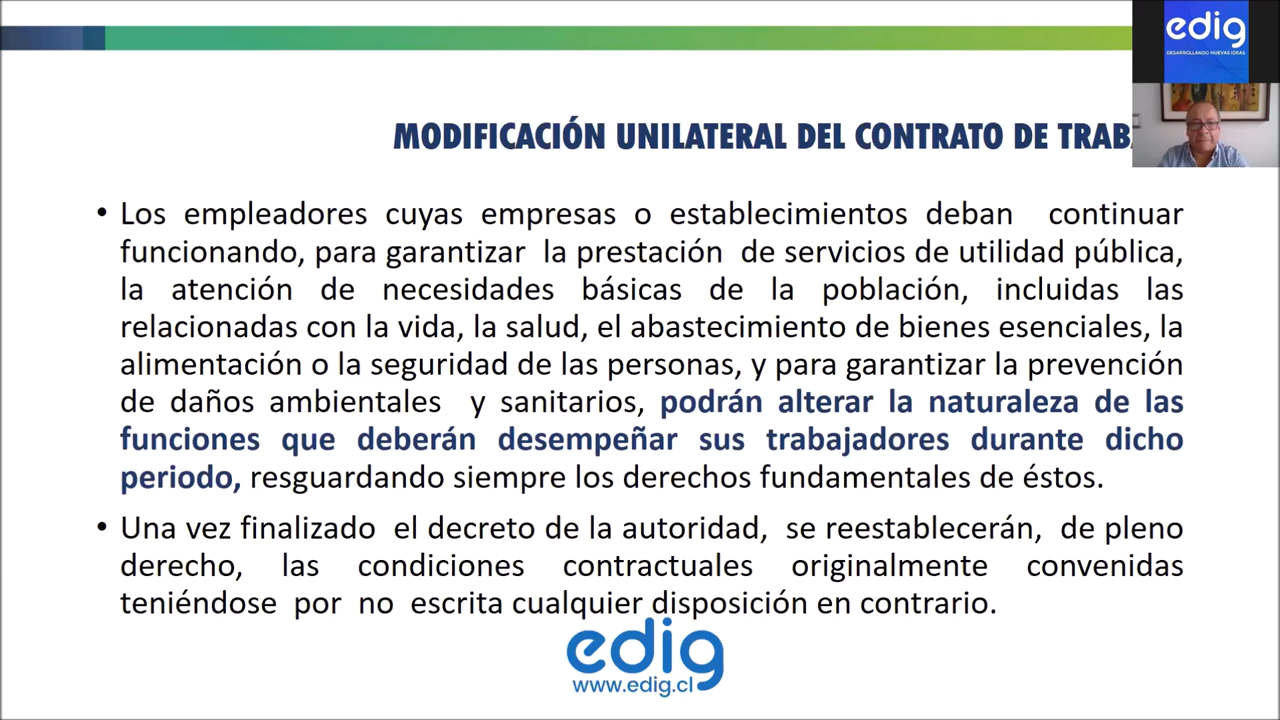 edig
DESARROLLANDO NUEVAS IDEAS
MODIFICACIÓN UNILATERAL DEL CONTRATO DE TRAB
• Los empleadores cuyas empresas o establecimientos deban continuar
funcionando, para garantizar la prestación de servicios de utilidad pública,
la atención de necesidades básicas de la población, incluidas las
relacionadas con la vida, la salud, el abastecimiento de bienes esenciales, la
alimentación o la seguridad de las personas, y para garantizar la prevención
de daños ambientales y sanitarios, podrán alterar la naturaleza de las
funciones que deberán desempeñar sus trabajadores durante dicho
periodo, resguardando siempre los derechos fundamentales de éstos.
• Una vez finalizado el decreto de la autoridad, se reestablecerán, de pleno
derecho, las condiciones contractuales originalmente convenidas
teniéndose por no escrita cualquier disposición en contrario.
edig
www.edig.cl